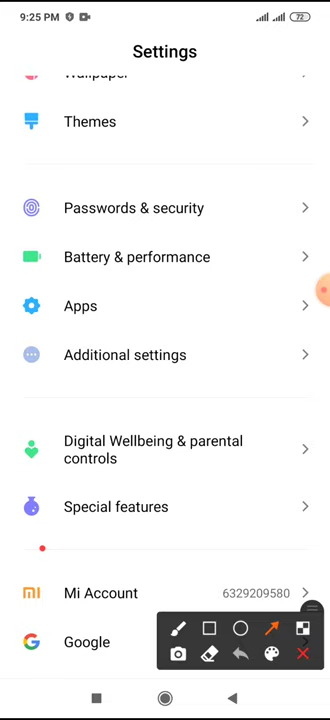 9:25 PM
72
Settings
Wallpaper
Themes
Passwords & security
Battery & performance
Apps
Additional settings
Digital Wellbeing & parental
controls
Special features
Mi Account 6329209580
Google